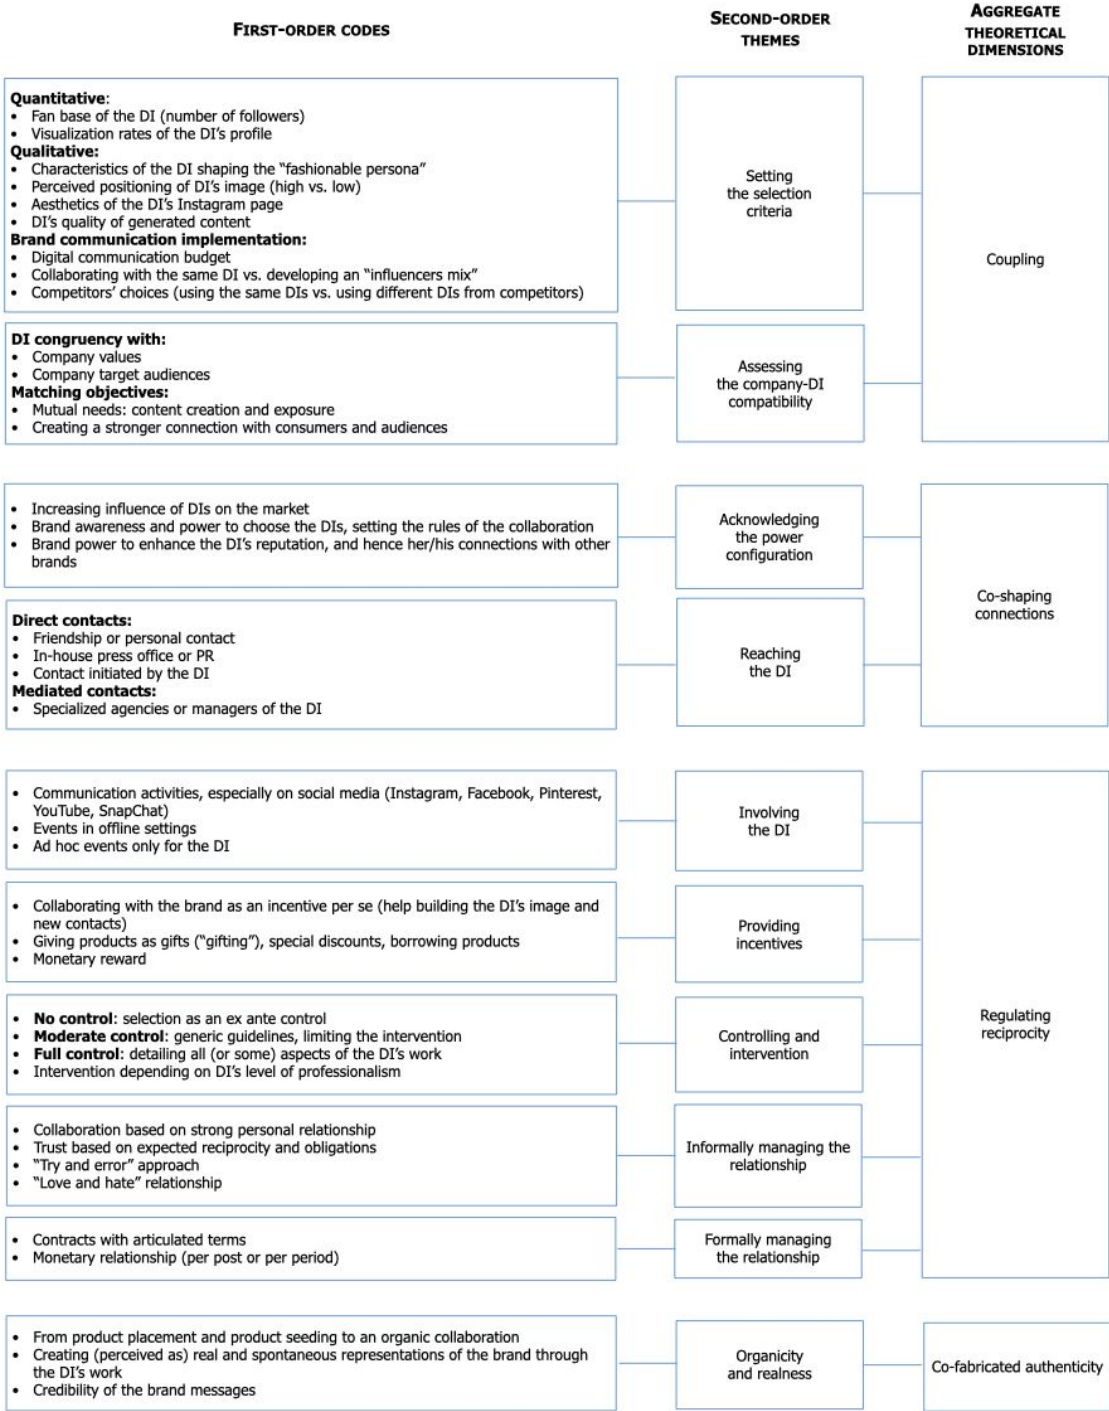 FIRST-ORDER CODES
SECOND-ORDER
THEMES
AGGREGATE
THEORETICAL
DIMENSIONS
Quantitative:
• Fan base of the DI (number of followers)
• Visualization rates of the DI's profile
Qualitative:
• Characteristics of the DI shaping the "fashionable persona"
• Perceived positioning of DI's image (high vs. low)
• Aesthetics of the DI's Instagram page
• DI's quality of generated content
Brand communication implementation:
• Digital communication budget
• Collaborating with the same DI vs. developing an "influencers mix"
• Competitors' choices (using the same DIs vs. using different DIs from competitors)
Setting
the selection
criteria
Coupling
DI congruency with:
• Company values
• Company target audiences
Matching objectives:
• Mutual needs: content creation and exposure
• Creating a stronger connection with consumers and audiences
Assessing
the company-DI
compatibility
• Increasing influence of DIs on the market
• Brand awareness and power to choose the DIs, setting the rules of the collaboration
• Brand power to enhance the DI's reputation, and hence her/his connections with other
brands
Acknowledging
the power
configuration
Co-shaping
connections
Direct contacts:
• Friendship or personal contact
• In-house press office or PR
• Contact initiated by the DI
Mediated contacts:
• Specialized agencies or managers of the DI
Reaching
the DI
• Communication activities, especially on social media (Instagram, Facebook, Pinterest,
YouTube, SnapChat)
• Events in offline settings
• Ad hoc events only for the DI
Involving
the DI
• Collaborating with the brand as an incentive per se (help building the DI's image and
new contacts)
• Giving products as gifts ("gifting"), special discounts, borrowing products
• Monetary reward
Providing
incentives
• No control: selection as an ex ante control
• Moderate control: generic guidelines, limiting the intervention
• Full control: detailing all (or some) aspects of the DI's work
• Intervention depending on DI's level of professionalism
Controlling and
intervention
Regulating
reciprocity
• Collaboration based on strong personal relationship
• Trust based on expected reciprocity and obligations
• "Try and error" approach
• "Love and hate" relationship
Informally managing the
relationship
• Contracts with articulated terms
• Monetary relationship (per post or per period)
Formally managing
the relationship
• From product placement and product seeding to an organic collaboration
• Creating (perceived as) real and spontaneous representations of the brand through
the DI's work
• Credibility of the brand messages
Organicity
and realness
Co-fabricated authenticity